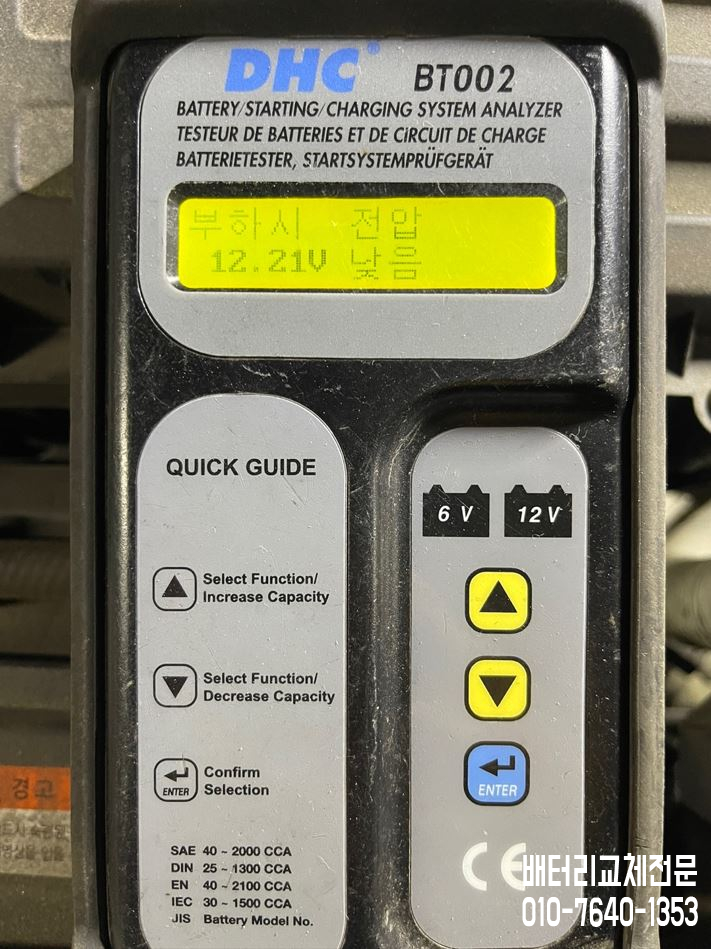 DHC®
BT002
BATTERY/STARTING/CHARGING SYSTEM ANALYZER
TESTEUR DE BATTERIES ET DE CIRCUIT DE CHARGE
BATTERIETESTER, STARTSYSTEMPRÜFGERÄT
부하시 전압
12.21V 낮음
QUICK GUIDE
6 V
12 V
Select Function/
Increase Capacity
Select Function/
Decrease Capacity
ENTER
Confirm
Selection
ENTER
SAE 40 ~ 2000 CCA
DIN 25 ~ 1300 CCA
EN 40 ~ 2100 CCA
IEC 30 ~ 1500 CCA
JIS Battery Model No.
CE
경고
배터리교체전문
010-7640-1353